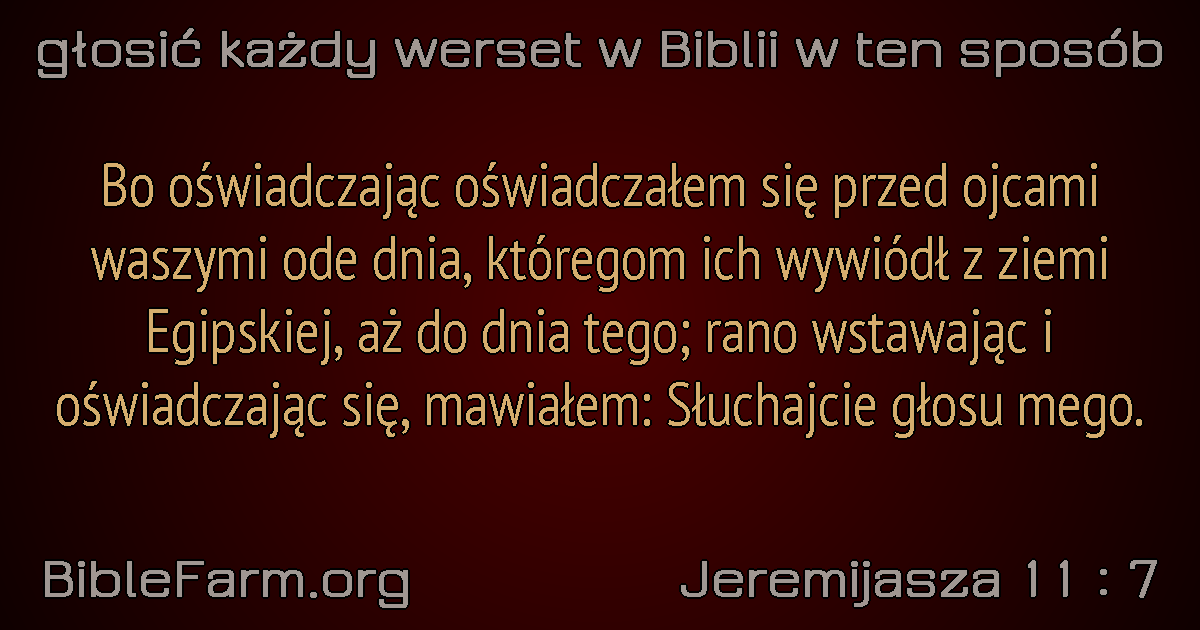 głosić każdy werset w Biblii w ten sposób
Bo oświadczając oświadczałem się przed ojcami
waszymi ode dnia, któregom ich wywiódł z ziemi
Egipskiej, aż do dnia tego; rano wstawając i
oświadczając się, mawiałem: Słuchajcie głosu mego.
BibleFarm.org
Jeremijasza 11 : 7